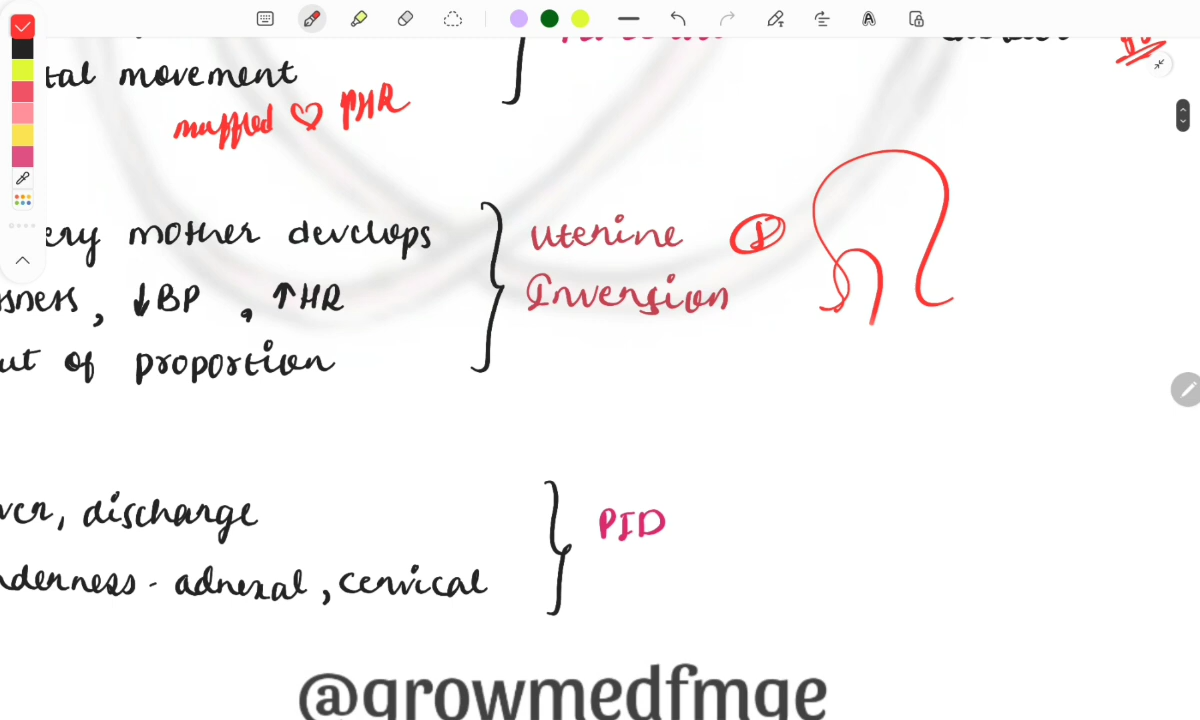 tal movement
muffled ♡ ↑HR
ery mother develops
sness, ↓BP, ↑HR
ut of proportion
Uterine
Inversion
ver, discharge
nderness - adnexal, cervical
PID
@growmedfmge